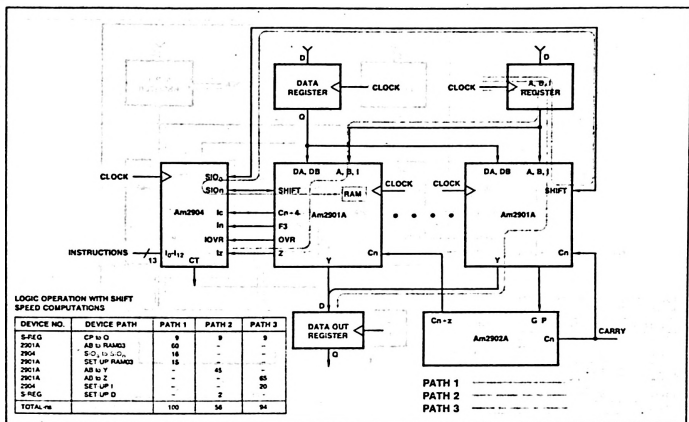 D
D
DATA
REGISTER
CLOCK
CLOCK
A, B, I
REGISTER
Q
CLOCK
SIO₀
SIOn
DA, DB
A, B, I
DA, DB
A, B, I
SHIFT
RAM
CLOCK
CLOCK
SHIFT
Am2904
Ic
Cn-4
Am2901A
Am2901A
In
F3
IOVR
OVR
INSTRUCTIONS
13
I₀-I₁₂
Iz
Z
Cn
Cn
CT
Y
Y
D
DATA OUT
REGISTER
Q
Cn-z
G P
Cn
CARRY
Am2902A
LOGIC OPERATION WITH SHIFT
SPEED COMPUTATIONS
DEVICE NO. DEVICE PATH PATH 1 PATH 2 PATH 3
S-REG CP to Q 9 9 9
2901A AB to RAM03 60 - -
2904 to 16 - -
2901A SET UP RAM03 15 - -
2901A AB to Y - 45 -
2901A AB to Z - - 65
2904 SET UP I - - 20
S-REG SET UP D - 2 -
TOTAL-ns 100 56 94
PATH 1
PATH 2
PATH 3